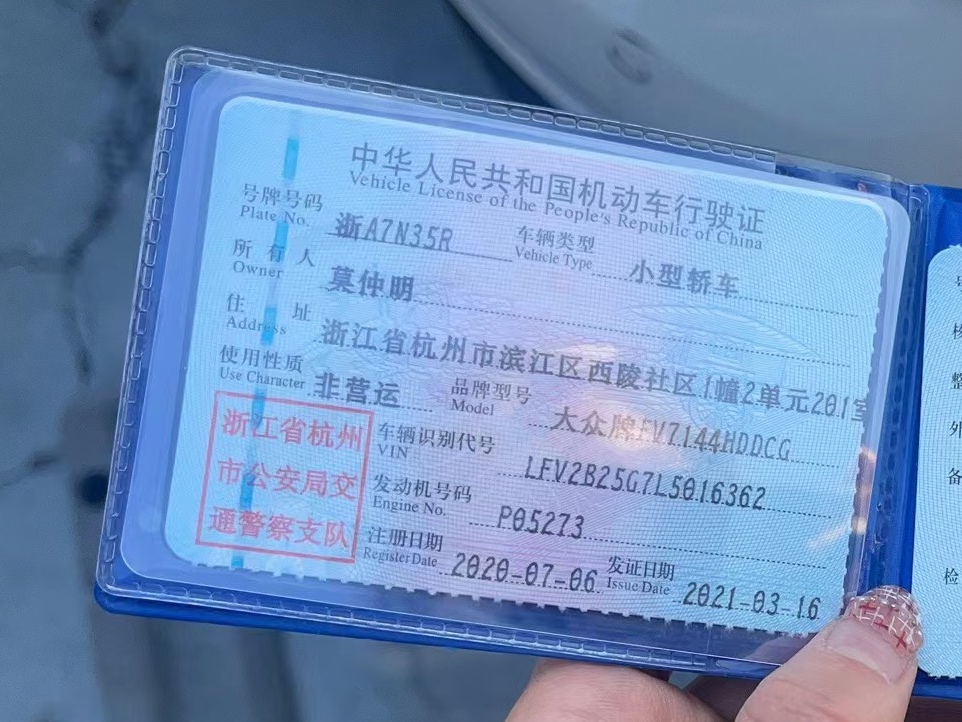 中华人民共和国机动车行驶证
Vehicle License of the People's Republic of China
号牌号码 浙A7N35R 车辆类型 小型轿车
Plate No. Vehicle Type
所有人 莫仲明
Owner
住址 浙江省杭州市滨江区西陵社区1幢2单元201室
Address
使用性质 非营运 品牌型号 大众牌FV7144HDDCG
Use Character Model
浙江省杭州
市公安局交
通警察支队
车辆识别代号 LFV2B25G7L5016362
VIN
发动机号码 P05273
Engine No.
注册日期 2020-07-06 发证日期 2021-03-16
Register Date Issue Date